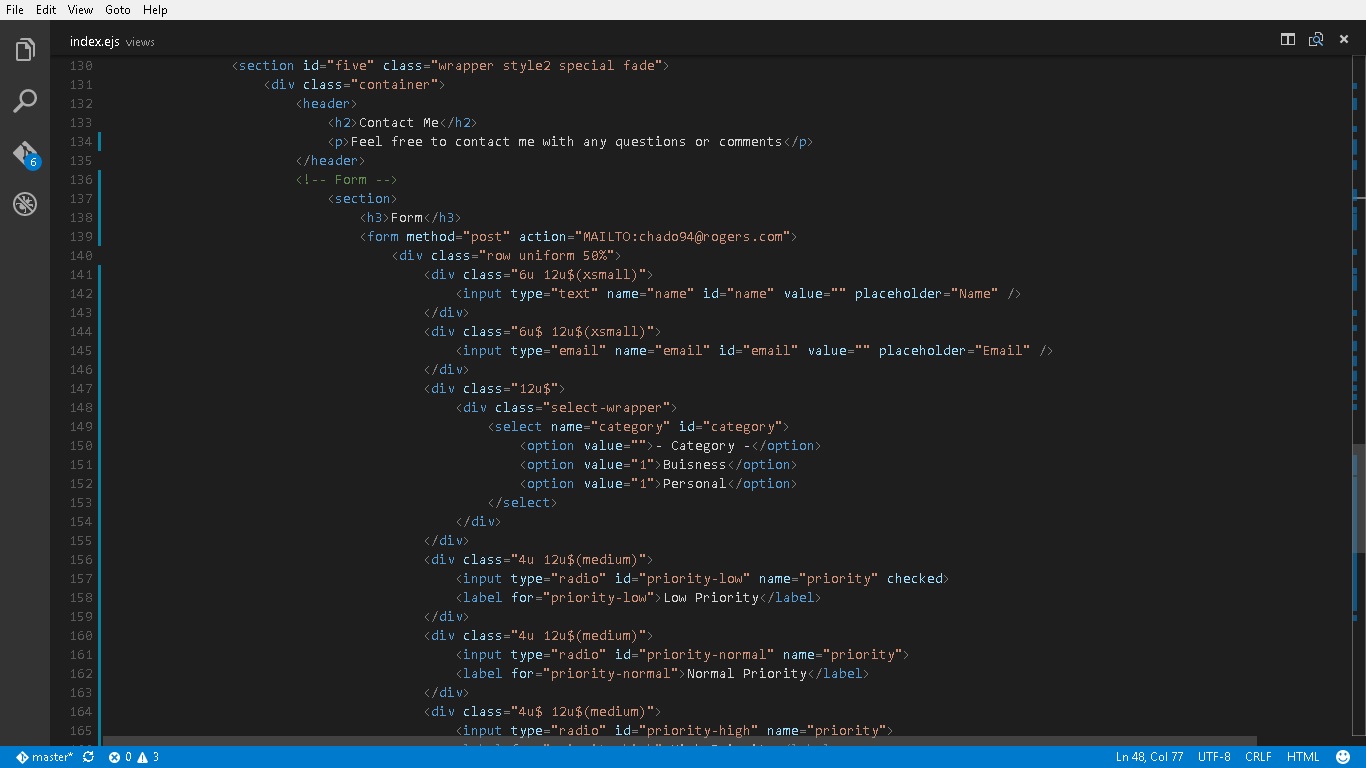 File Edit View Goto Help
index.ejs views
130 <section id="five" class="wrapper style2 special fade">
131 <div class="container">
132 <header>
133 <h2>Contact Me</h2>
134 <p>Feel free to contact me with any questions or comments</p>
135 </header>
136 <!-- Form -->
137 <section>
138 <h3>Form</h3>
139 <form method="post" action="MAILTO:chado94@rogers.com">
140 <div class="row uniform 50%">
141 <div class="6u 12u$(xsmall)">
142 <input type="text" name="name" id="name" value="" placeholder="Name" />
143 </div>
144 <div class="6u$ 12u$(xsmall)">
145 <input type="email" name="email" id="email" value="" placeholder="Email" />
146 </div>
147 <div class="12u$">
148 <div class="select-wrapper">
149 <select name="category" id="category">
150 <option value="">- Category -</option>
151 <option value="1">Buisness</option>
152 <option value="1">Personal</option>
153 </select>
154 </div>
155 </div>
156 <div class="4u 12u$(medium)">
157 <input type="radio" id="priority-low" name="priority" checked>
158 <label for="priority-low">Low Priority</label>
159 </div>
160 <div class="4u 12u$(medium)">
161 <input type="radio" id="priority-normal" name="priority">
162 <label for="priority-normal">Normal Priority</label>
163 </div>
164 <div class="4u$ 12u$(medium)">
165 <input type="radio" id="priority-high" name="priority">
6
master* 0 3 Ln 48, Col 77 UTF-8 CRLF HTML